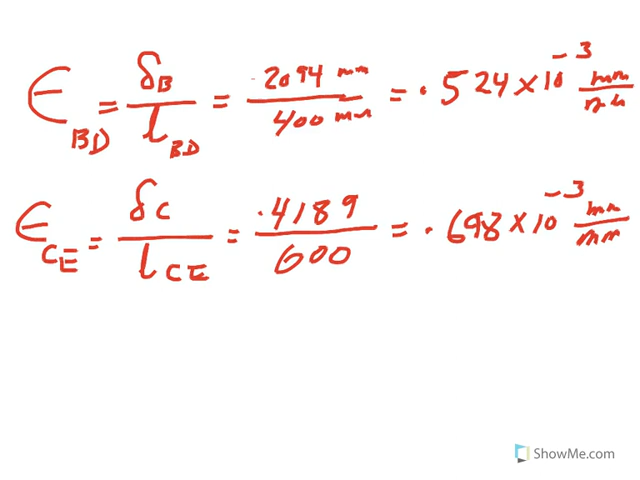 ϵ_BD = δ_B / l_BD = .2094 mm / 400 mm = .524 × 10^-3 mm/mm
ϵ_CE = δ_C / l_CE = .4189 / 600 = .698 × 10^-3 mm/mm
ShowMe.com